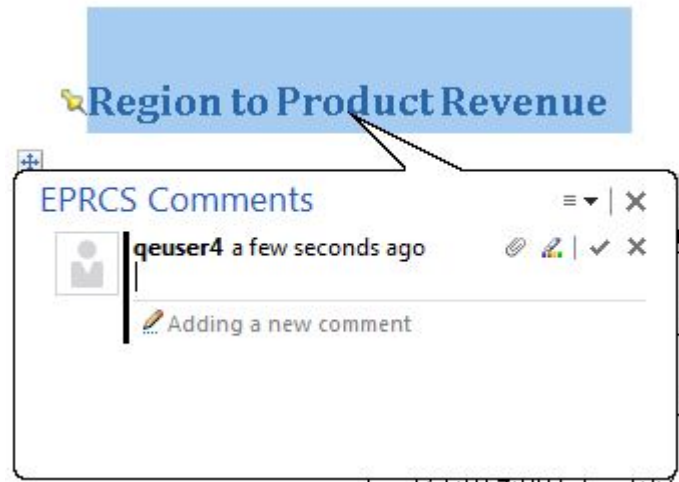 Region to Product Revenue
EPRCS Comments
qeuser4 a few seconds ago
Adding a new comment